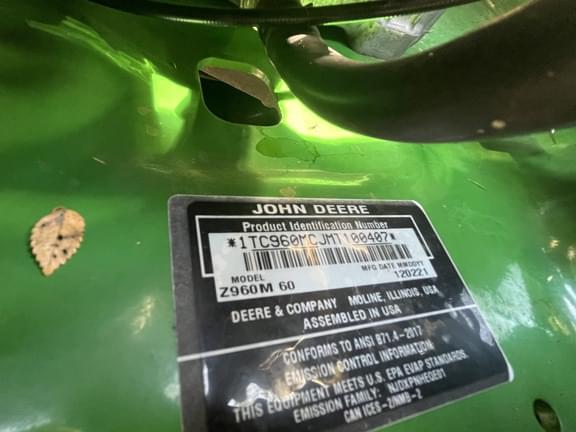 JOHN DEERE
Product Identification Number
*1TC960MCJMT100407*
MODEL MFG DATE MMDDYY
Z960M 60 120221
DEERE & COMPANY MOLINE, ILLINOIS, USA
ASSEMBLED IN USA
CONFORMS TO ANSI B71.4-2017
EMISSION CONTROL INFORMATION
THIS EQUIPMENT MEETS U.S. EPA EVAP STANDARDS.
EMISSION FAMILY: NJDXPNHEQE01
CAN ICES-2/NMB-2